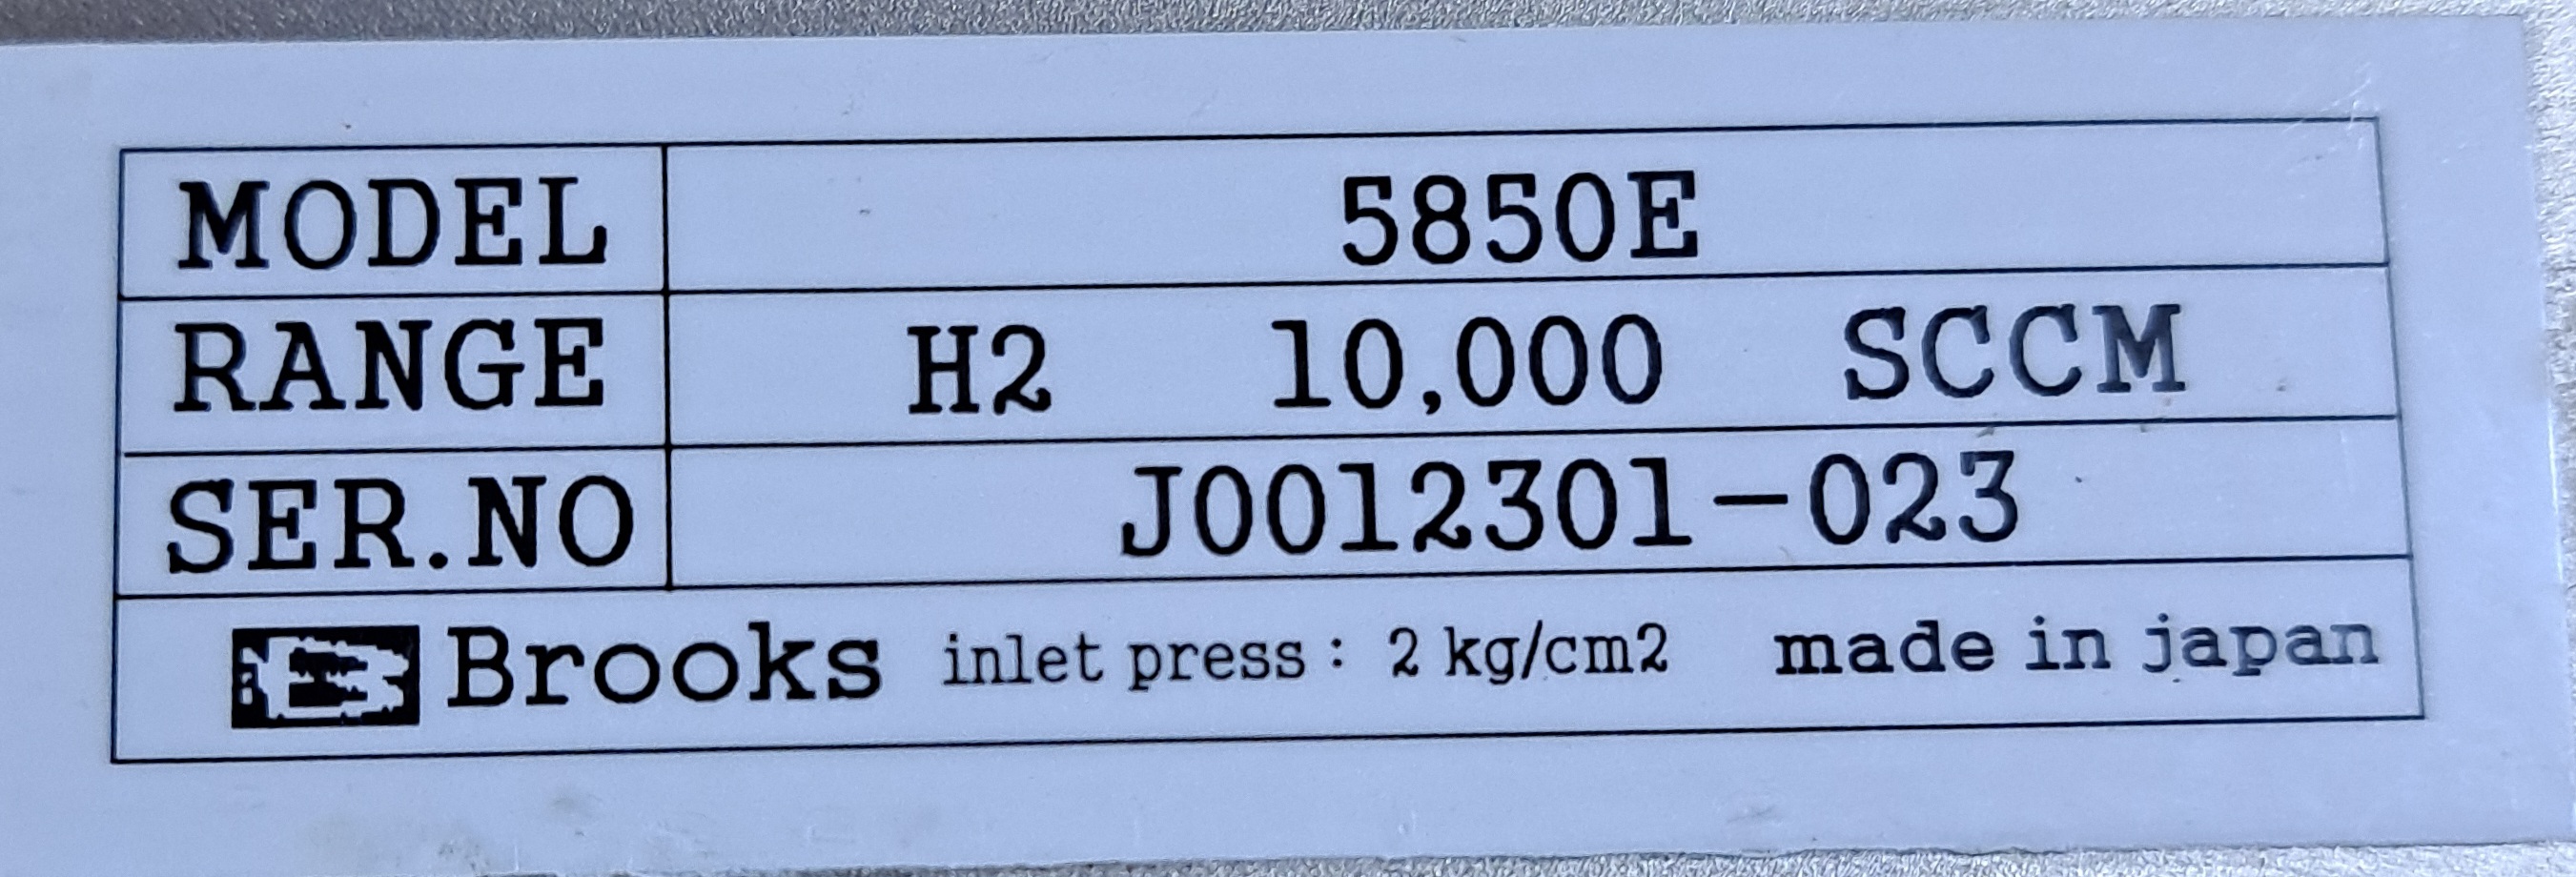 MODEL 5850E
RANGE H2 10,000 SCCM
SER.NO J0012301-023
Brooks inlet press : 2 kg/cm2 made in japan